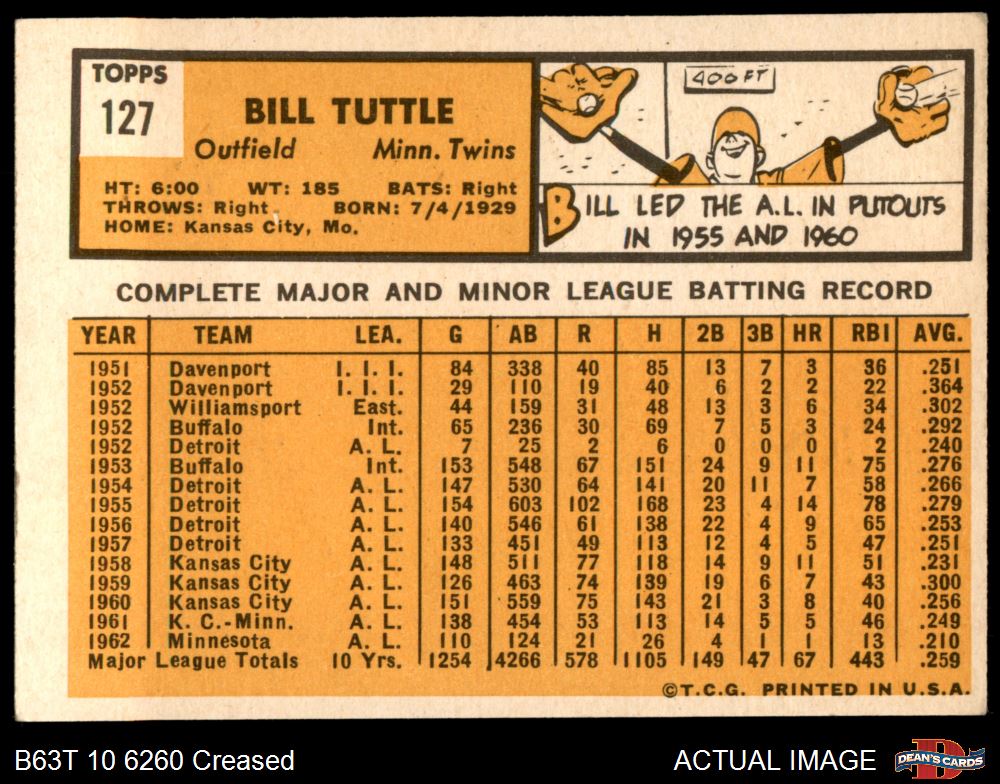 TOPPS
127
BILL TUTTLE
Outfield Minn. Twins
HT: 6:00 WT: 185 BATS: Right
THROWS: Right BORN: 7/4/1929
HOME: Kansas City, Mo.
400 FT
BILL LED THE A.L. IN PUTOUTS
IN 1955 AND 1960
COMPLETE MAJOR AND MINOR LEAGUE BATTING RECORD
YEAR TEAM LEA. G AB R H 2B 3B HR RBI AVG.
1951 Davenport I. I. I. 84 338 40 85 13 7 3 36 .251
1952 Davenport I. I. I. 29 110 19 40 6 2 2 22 .364
1952 Williamsport East. 44 159 31 48 13 3 6 34 .302
1952 Buffalo Int. 65 236 30 69 7 5 3 24 .292
1952 Detroit A. L. 7 25 2 6 0 0 0 2 .240
1953 Buffalo Int. 153 548 67 151 24 9 11 75 .276
1954 Detroit A. L. 147 530 64 141 20 11 7 58 .266
1955 Detroit A. L. 154 603 102 168 23 4 14 78 .279
1956 Detroit A. L. 140 546 61 138 22 4 9 65 .253
1957 Detroit A. L. 133 451 49 113 12 4 5 47 .251
1958 Kansas City A. L. 148 511 77 118 14 9 11 51 .231
1959 Kansas City A. L. 126 463 74 139 19 6 7 43 .300
1960 Kansas City A. L. 151 559 75 143 21 3 8 40 .256
1961 K. C.-Minn. A. L. 138 454 53 113 14 5 5 46 .249
1962 Minnesota A. L. 110 124 21 26 4 1 1 13 .210
Major League Totals 10 Yrs. 1254 4266 578 1105 149 47 67 443 .259
©T.C.G. PRINTED IN U.S.A.
B63T 10 6260 Creased ACTUAL IMAGE
DEAN'S CARDS